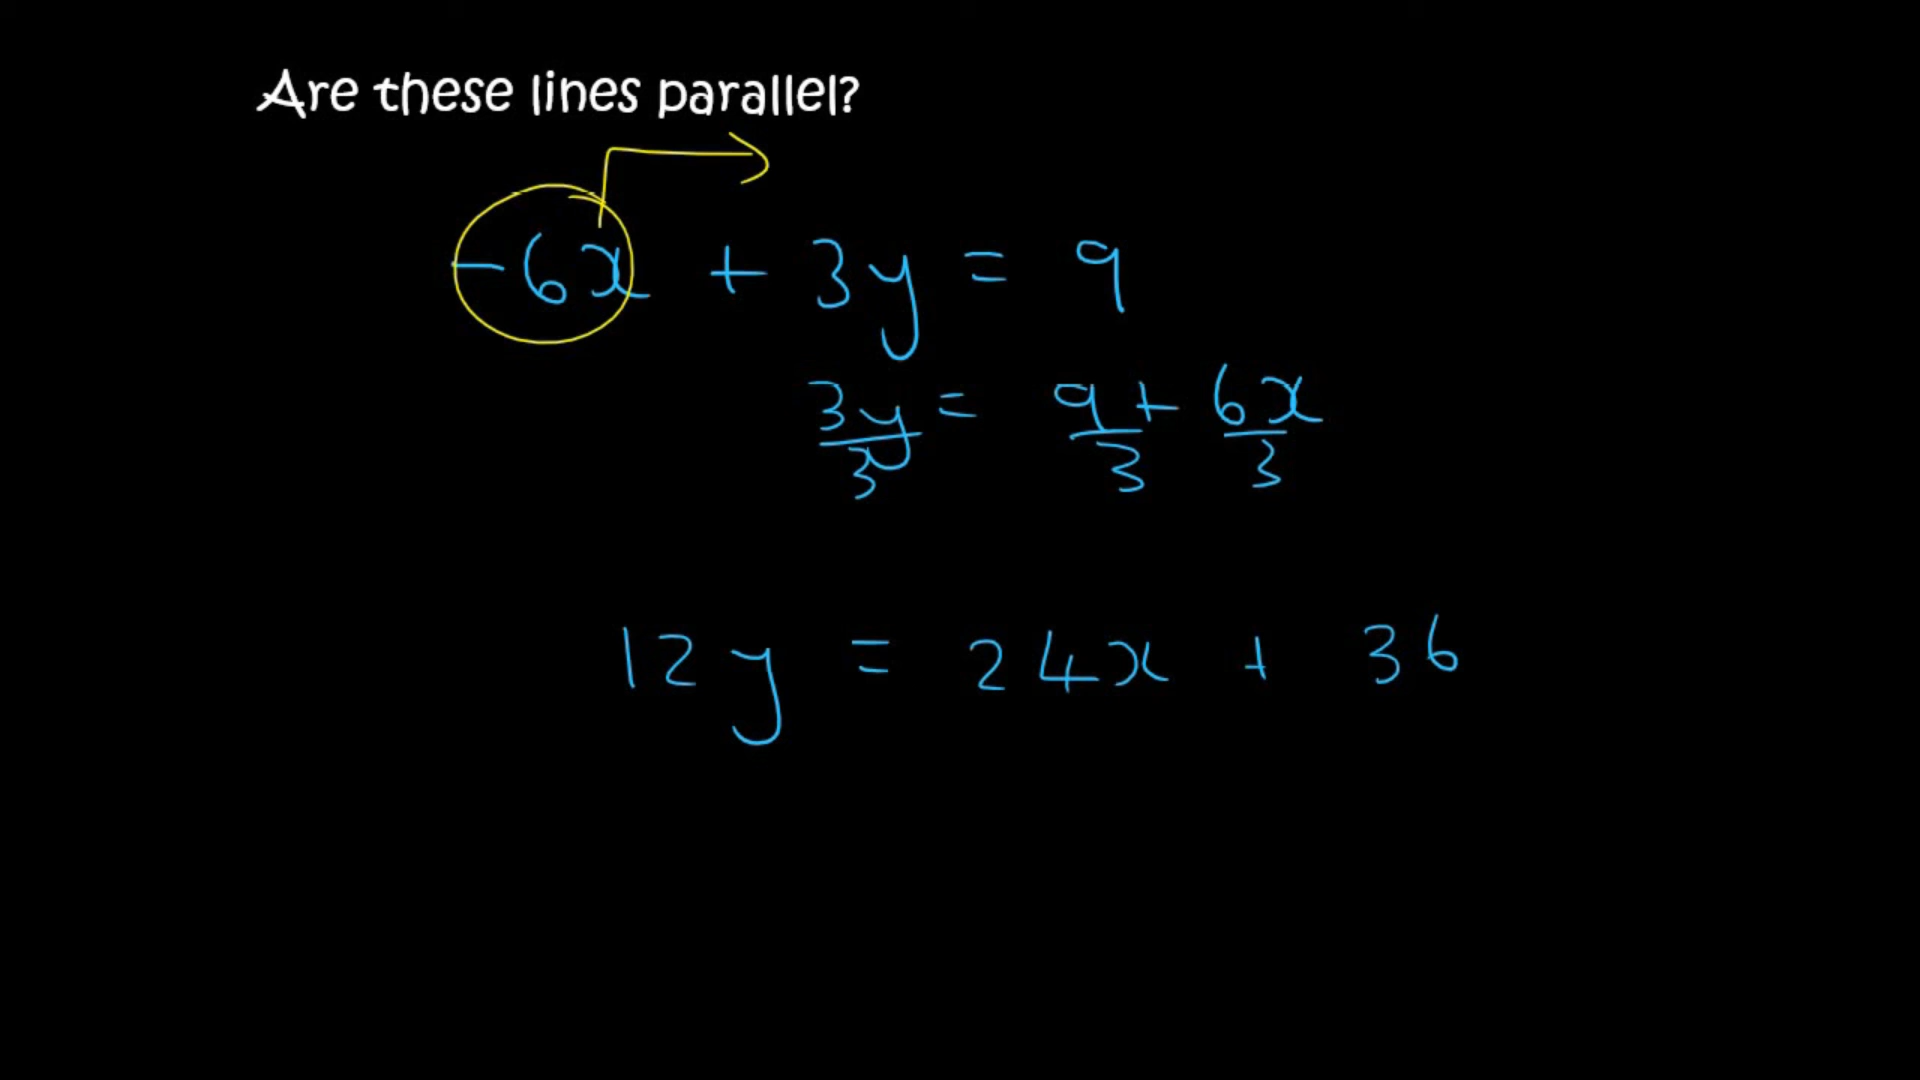 Are these lines parallel?
-6x + 3y = 9
3y/3 = 9/3 + 6x/3
12y = 24x + 36